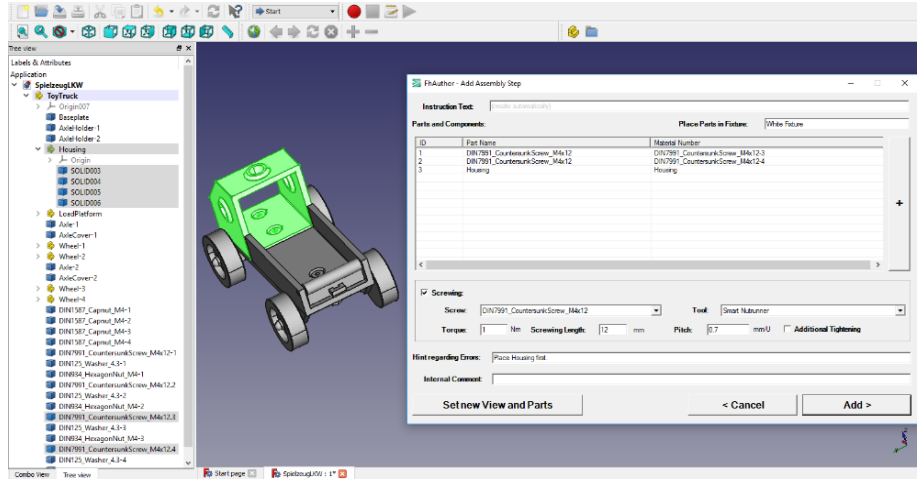 Start
Tree view
Labels & Attributes
Application
SpielzeugLKW
ToyTruck
Origin007
Baseplate
AxleHolder-1
AxleHolder-2
Housing
Origin
SOLID003
SOLID004
SOLID005
SOLID006
LoadPlatform
Axle-1
AxleCover-1
Wheel-1
Wheel-2
Axle-2
AxleCover-2
Wheel-3
Wheel-4
DIN1587_Capnut_M4-1
DIN1587_Capnut_M4-2
DIN1587_Capnut_M4-3
DIN1587_Capnut_M4-4
DIN7991_CountersunkScrew_M4x12-1
DIN125_Washer_4.3-1
DIN934_HexagonNut_M4-1
DIN7991_CountersunkScrew_M4x12.2
DIN125_Washer_4.3-2
DIN934_HexagonNut_M4-2
DIN7991_CountersunkScrew_M4x12.3
DIN125_Washer_4.3-3
DIN934_HexagonNut_M4-3
DIN7991_CountersunkScrew_M4x12.4
DIN125_Washer_4.3-4
Combo View Tree view
Start page
SpielzeugLKW : 1*
FhAuthor - Add Assembly Step
Instruction Text: (create automatically)
Parts and Components: Place Parts in Fixture: White Fixture
ID Part Name Material Number
1 DIN7991_CountersunkScrew_M4x12 DIN7991_CountersunkScrew_M4x12-3
2 DIN7991_CountersunkScrew_M4x12 DIN7991_CountersunkScrew_M4x12-4
3 Housing Housing
+
Screwing:
Screw: DIN7991_CountersunkScrew_M4x12 Tool: Smart Nutrunner
Torque: 1 Nm Screwing Length: 12 mm Pitch: 0.7 mm/U Additional Tightening
Hint regarding Errors: Place Housing first.
Internal Comment:
Set new View and Parts < Cancel Add >